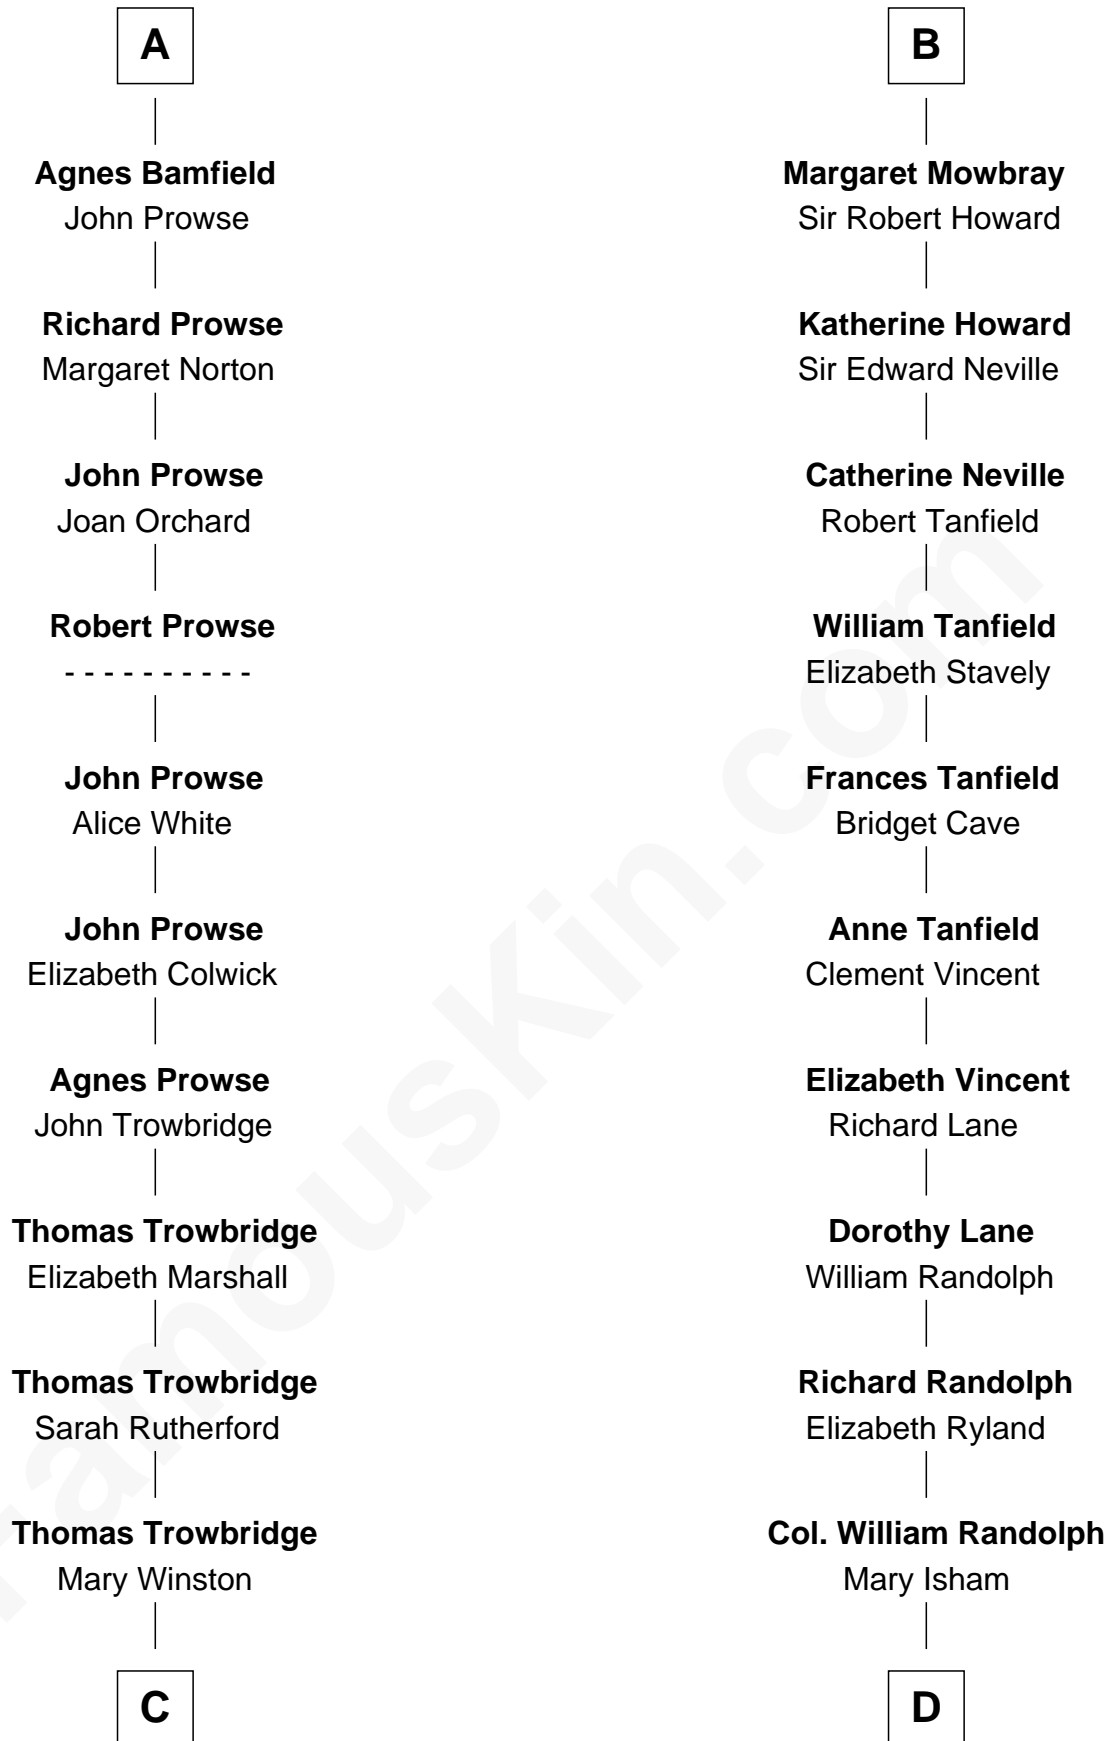 A
Agnes Bamfield
John Prowse
Richard Prowse
Margaret Norton
John Prowse
Joan Orchard
Robert Prowse
- - - - - - - - - -
John Prowse
Alice White
John Prowse
Elizabeth Colwick
Agnes Prowse
John Trowbridge
Thomas Trowbridge
Elizabeth Marshall
Thomas Trowbridge
Sarah Rutherford
Thomas Trowbridge
Mary Winston
C
B
Margaret Mowbray
Sir Robert Howard
Katherine Howard
Sir Edward Neville
Catherine Neville
Robert Tanfield
William Tanfield
Elizabeth Stavely
Frances Tanfield
Bridget Cave
Anne Tanfield
Clement Vincent
Elizabeth Vincent
Richard Lane
Dorothy Lane
William Randolph
Richard Randolph
Elizabeth Ryland
Col. William Randolph
Mary Isham
D
FamousKin.com